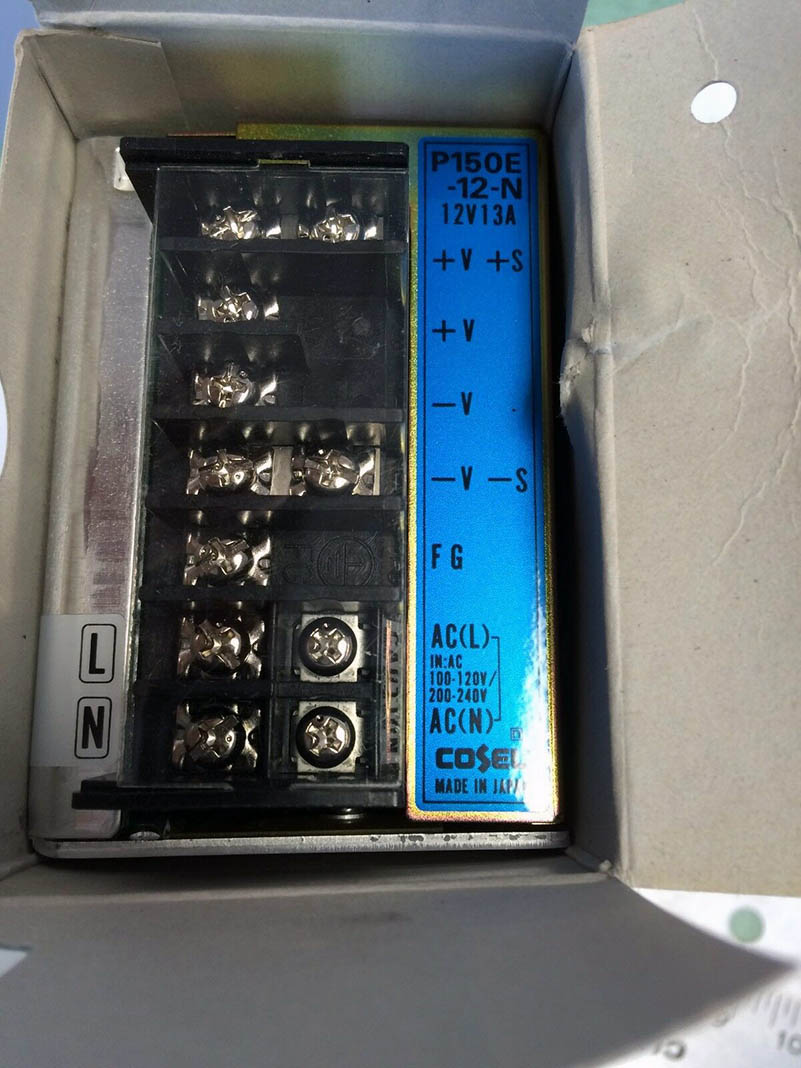 P150E
-12-N
12V13A
+V +S
+V
-V
-V -S
FG
AC(L)
IN:AC
100-120V/
200-240V
AC(N)
COSEL
MADE IN JAPAN
L
N